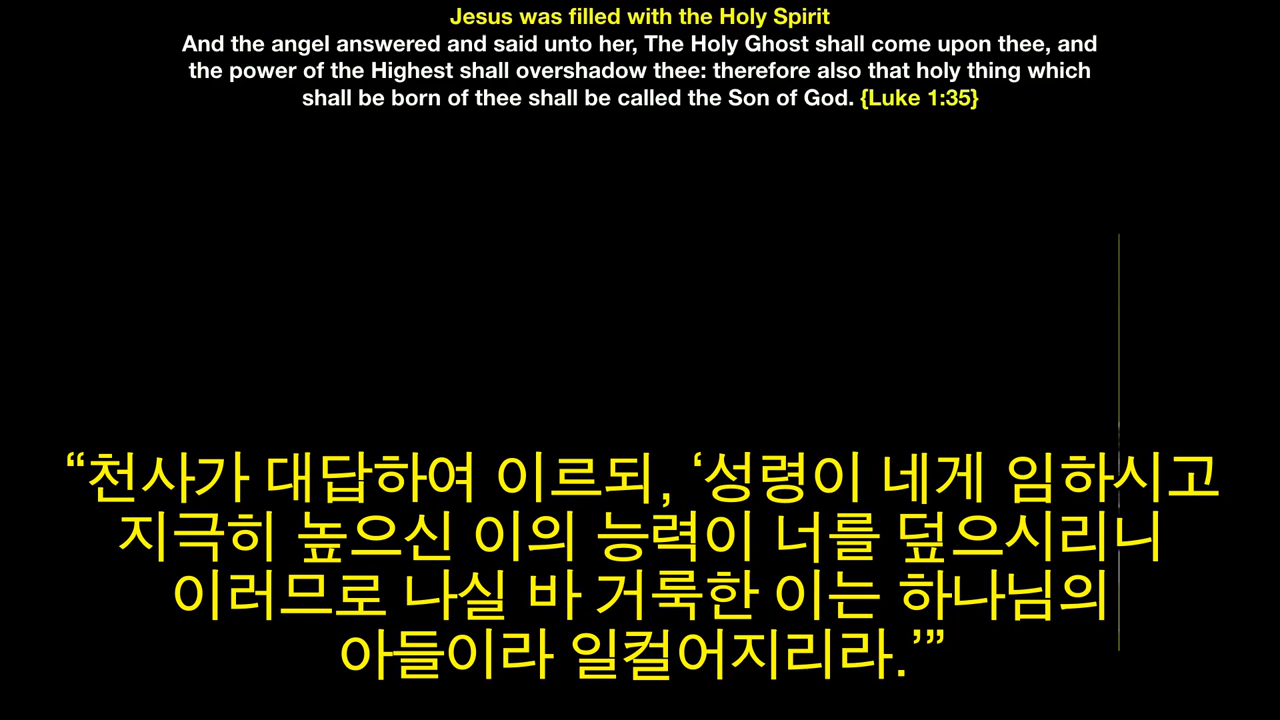 Jesus was filled with the Holy Spirit
And the angel answered and said unto her, The Holy Ghost shall come upon thee, and
the power of the Highest shall overshadow thee: therefore also that holy thing which
shall be born of thee shall be called the Son of God. {Luke 1:35}
“천사가 대답하여 이르되, ‘성령이 네게 임하시고
지극히 높으신 이의 능력이 너를 덮으시리니
이러므로 나실 바 거룩한 이는 하나님의
아들이라 일컬어지리라.’”